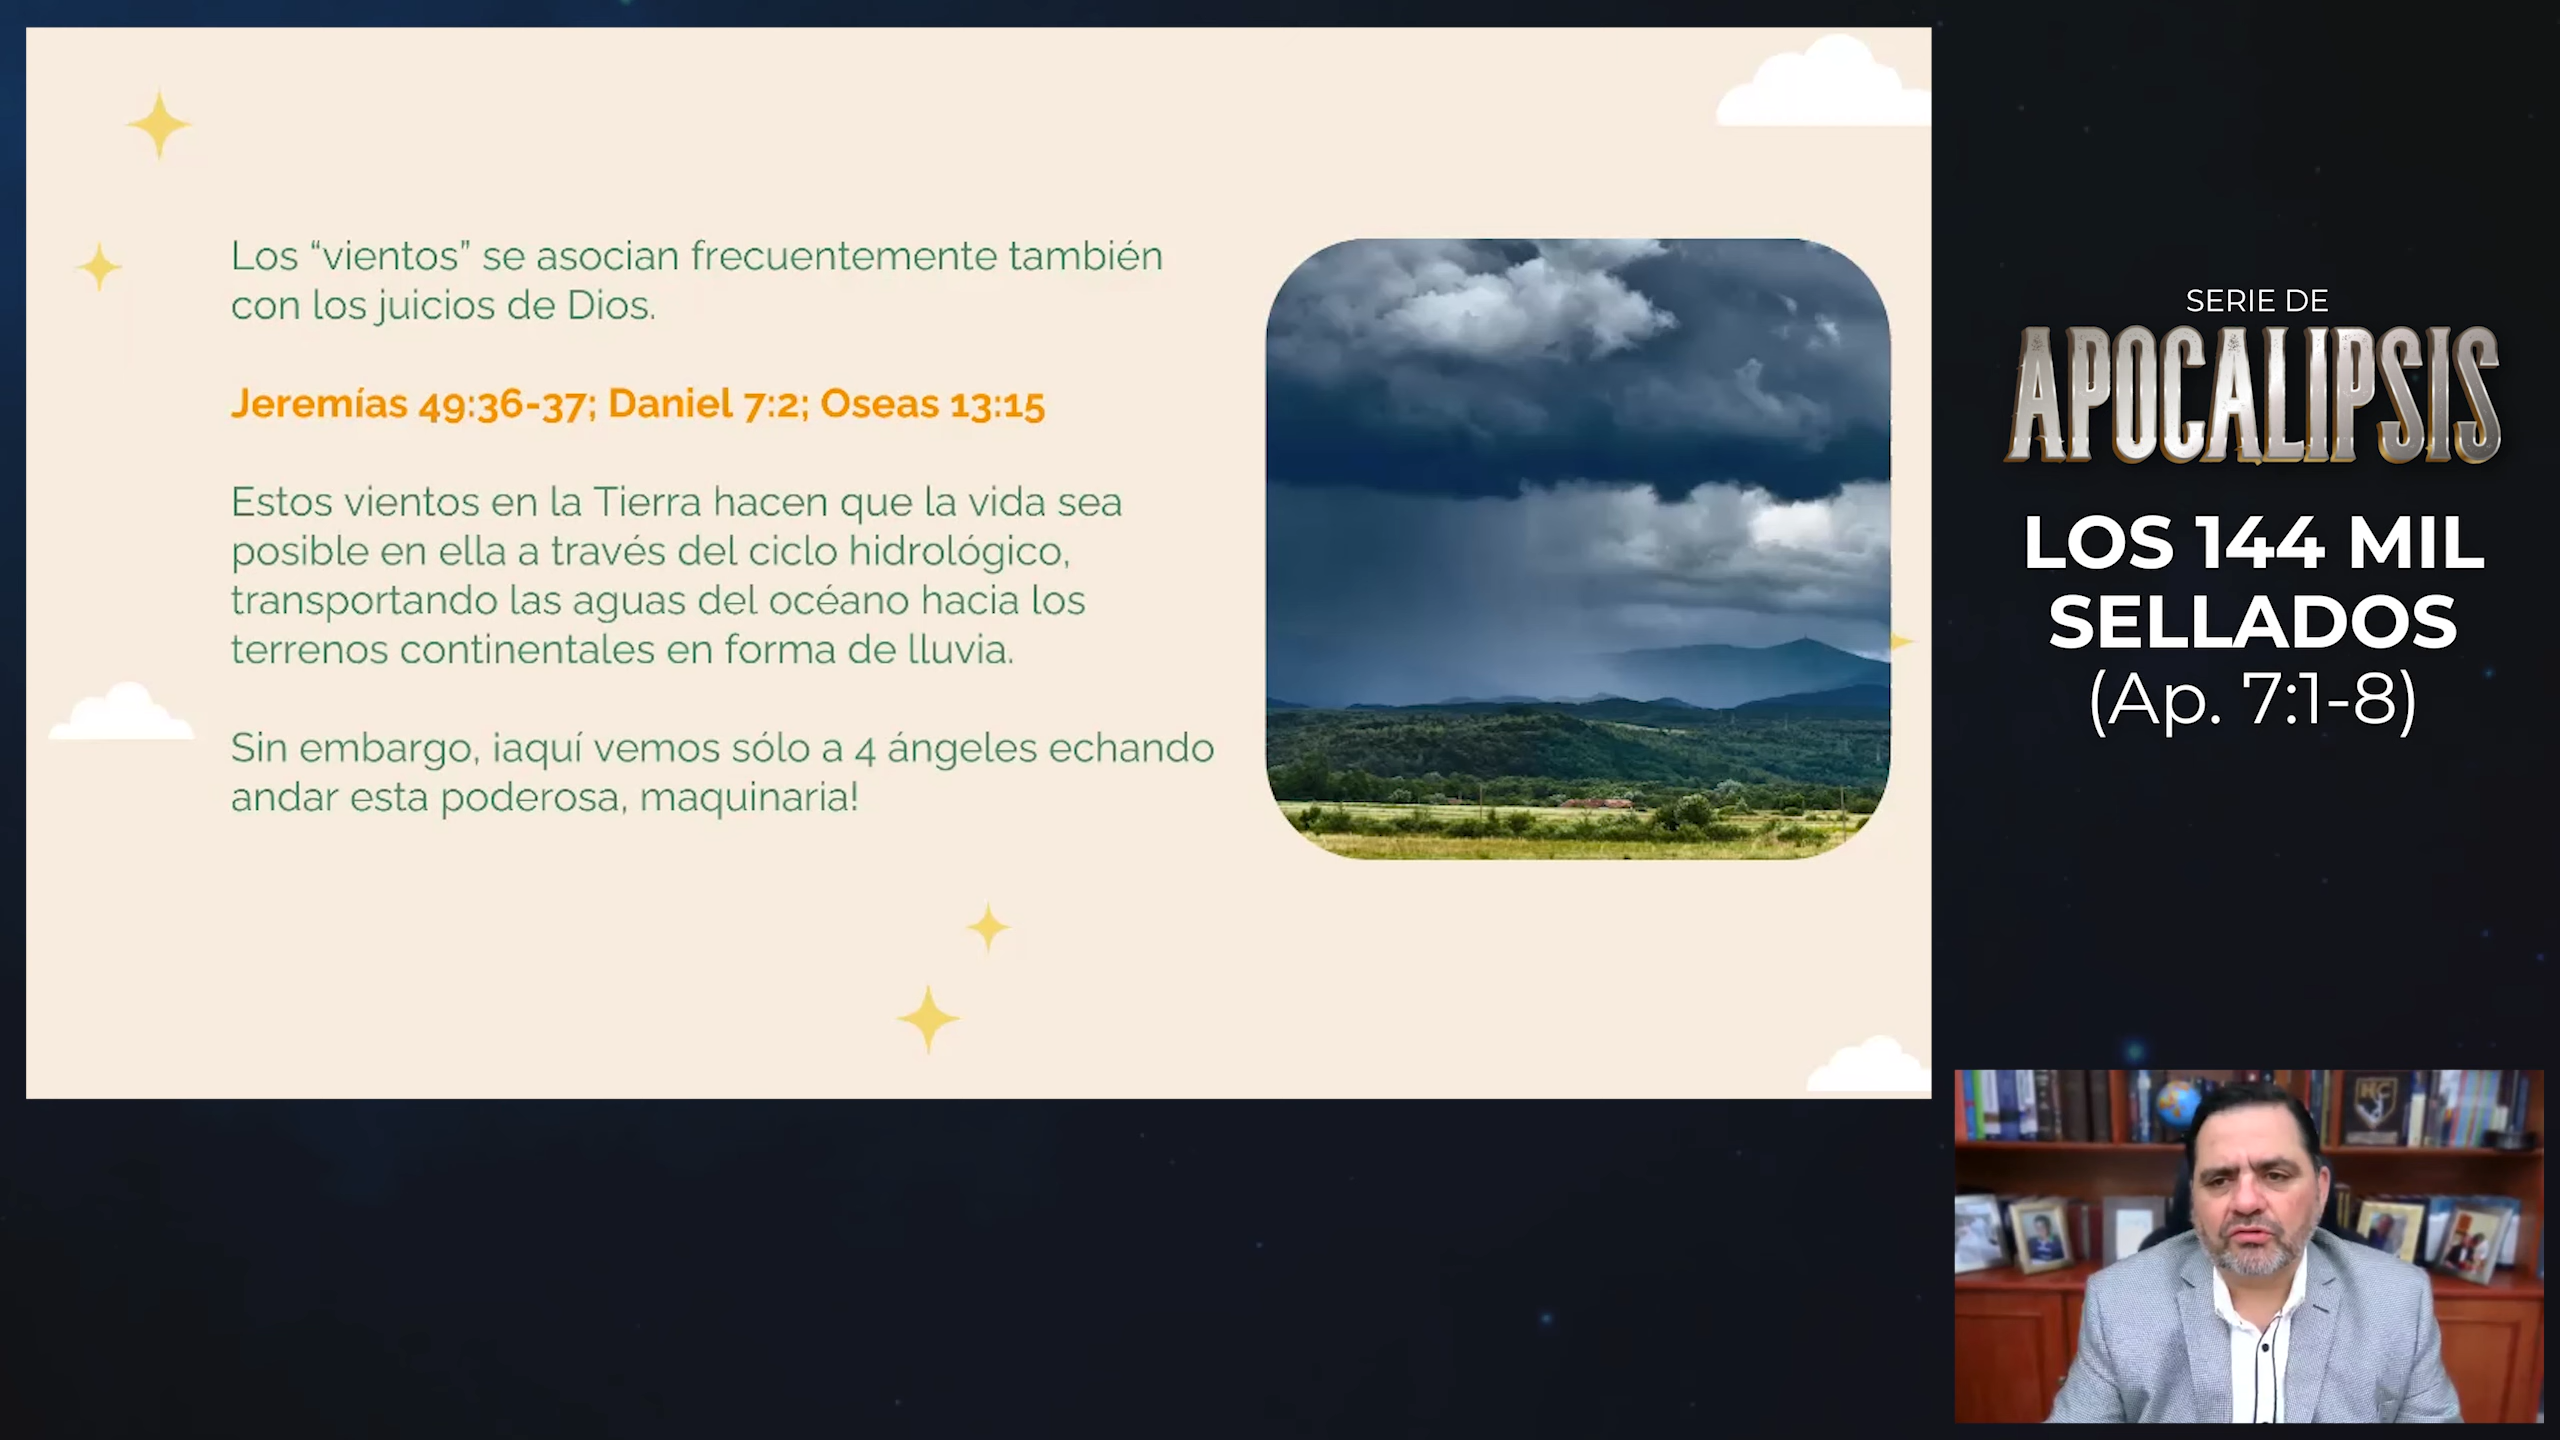 Los “vientos” se asocian frecuentemente también
con los juicios de Dios.
Jeremías 49:36-37; Daniel 7:2; Oseas 13:15
Estos vientos en la Tierra hacen que la vida sea
posible en ella a través del ciclo hidrológico,
transportando las aguas del océano hacia los
terrenos continentales en forma de lluvia.
Sin embargo, ¡aquí vemos sólo a 4 ángeles echando
andar esta poderosa, maquinaria!
SERIE DE
APOCALIPSIS
LOS 144 MIL
SELLADOS
(Ap. 7:1-8)